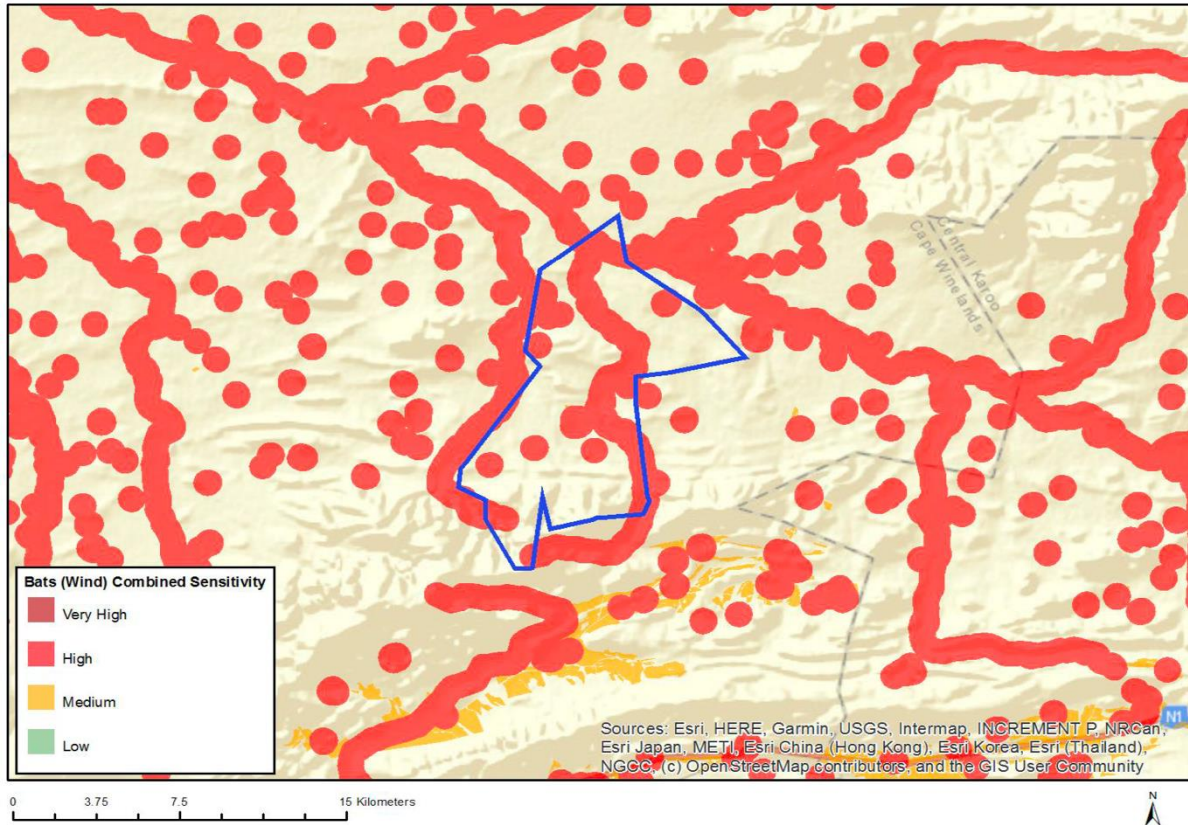 Central Karoo
Cape Winelands
Bats (Wind) Combined Sensitivity
Very High
High
Medium
Low
N1
Sources: Esri, HERE, Garmin, USGS, Intermap, INCREMENT P, NRCan,
Esri Japan, METI, Esri China (Hong Kong), Esri Korea, Esri (Thailand),
NGCC, (c) OpenStreetMap contributors, and the GIS User Community
0 3.75 7.5 15 Kilometers
N